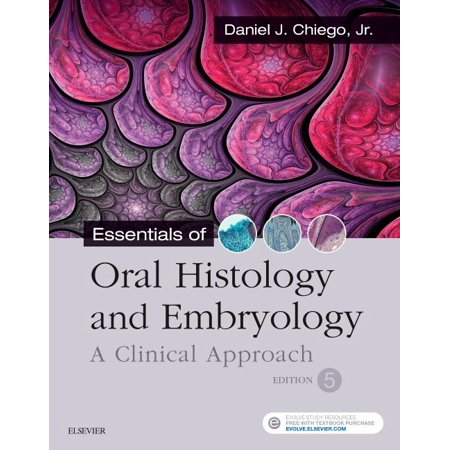 Daniel J. Chiego, Jr.
Essentials of
Oral Histology
and Embryology
A Clinical Approach
EDITION 5
EVOLVE STUDY RESOURCES
FREE WITH TEXTBOOK PURCHASE
EVOLVE.ELSEVIER.COM
ELSEVIER